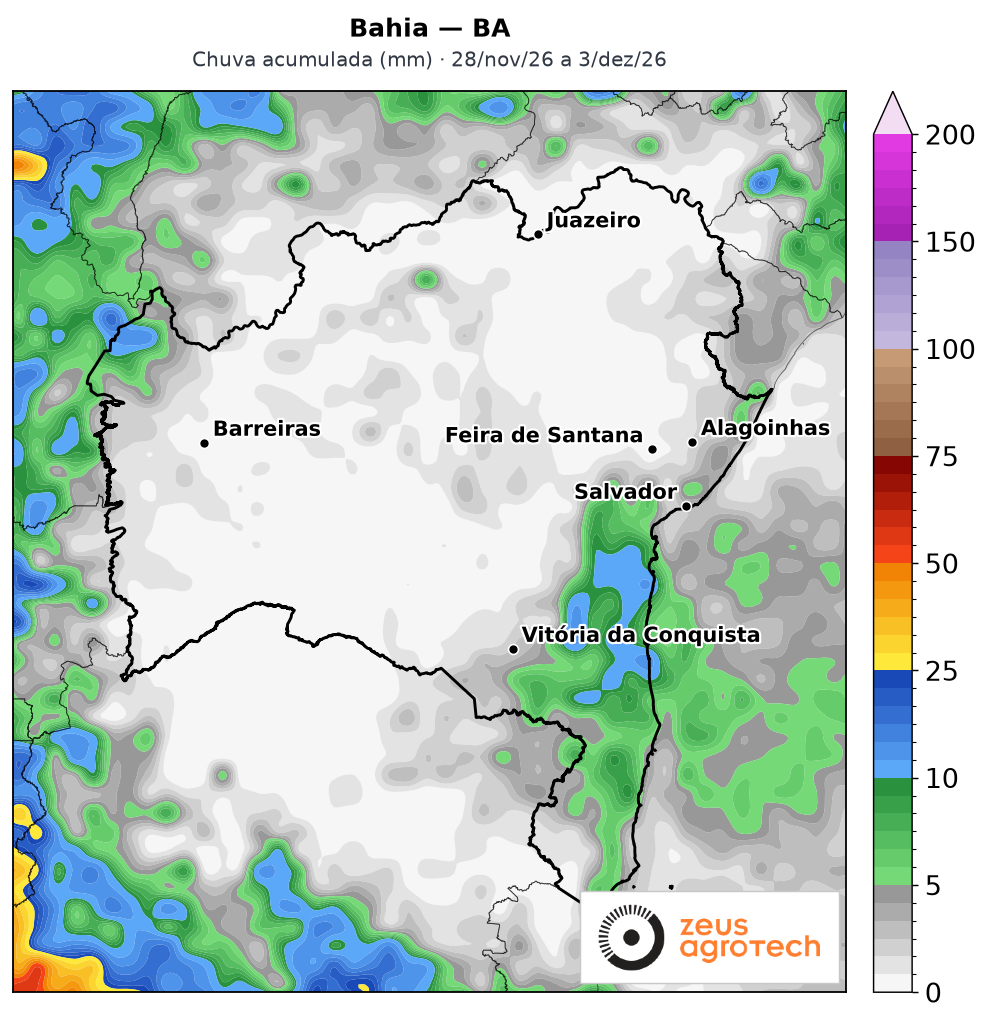 Bahia — BA
Chuva acumulada (mm) · 28/nov/26 a 3/dez/26
200
150
100
75
50
25
10
5
0
Juazeiro
Barreiras
Feira de Santana
Alagoinhas
Salvador
Vitória da Conquista
zeus
agrotech